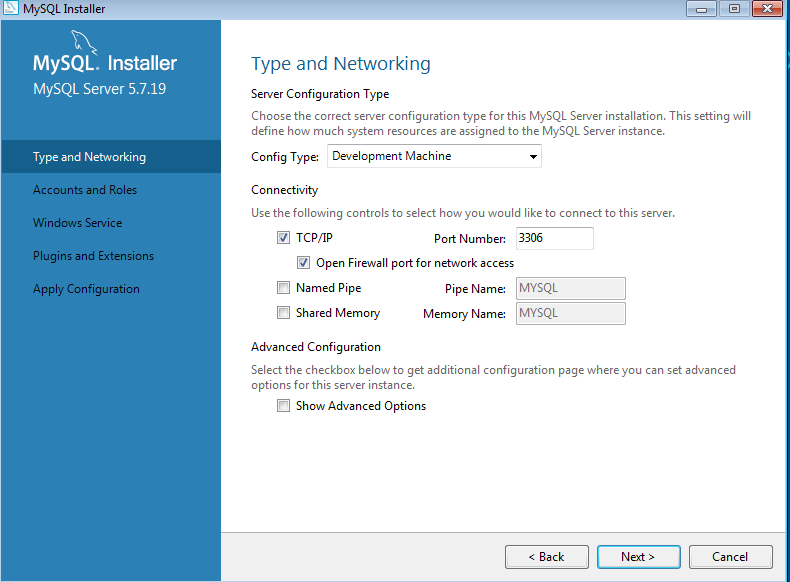 MySQL Installer
MySQL. Installer
MySQL Server 5.7.19
Type and Networking
Accounts and Roles
Windows Service
Plugins and Extensions
Apply Configuration
Type and Networking
Server Configuration Type
Choose the correct server configuration type for this MySQL Server installation. This setting will
define how much system resources are assigned to the MySQL Server instance.
Config Type: Development Machine
Connectivity
Use the following controls to select how you would like to connect to this server.
TCP/IP Port Number: 3306
Open Firewall port for network access
Named Pipe Pipe Name: MYSQL
Shared Memory Memory Name: MYSQL
Advanced Configuration
Select the checkbox below to get additional configuration page where you can set advanced
options for this server instance.
Show Advanced Options
< Back Next > Cancel